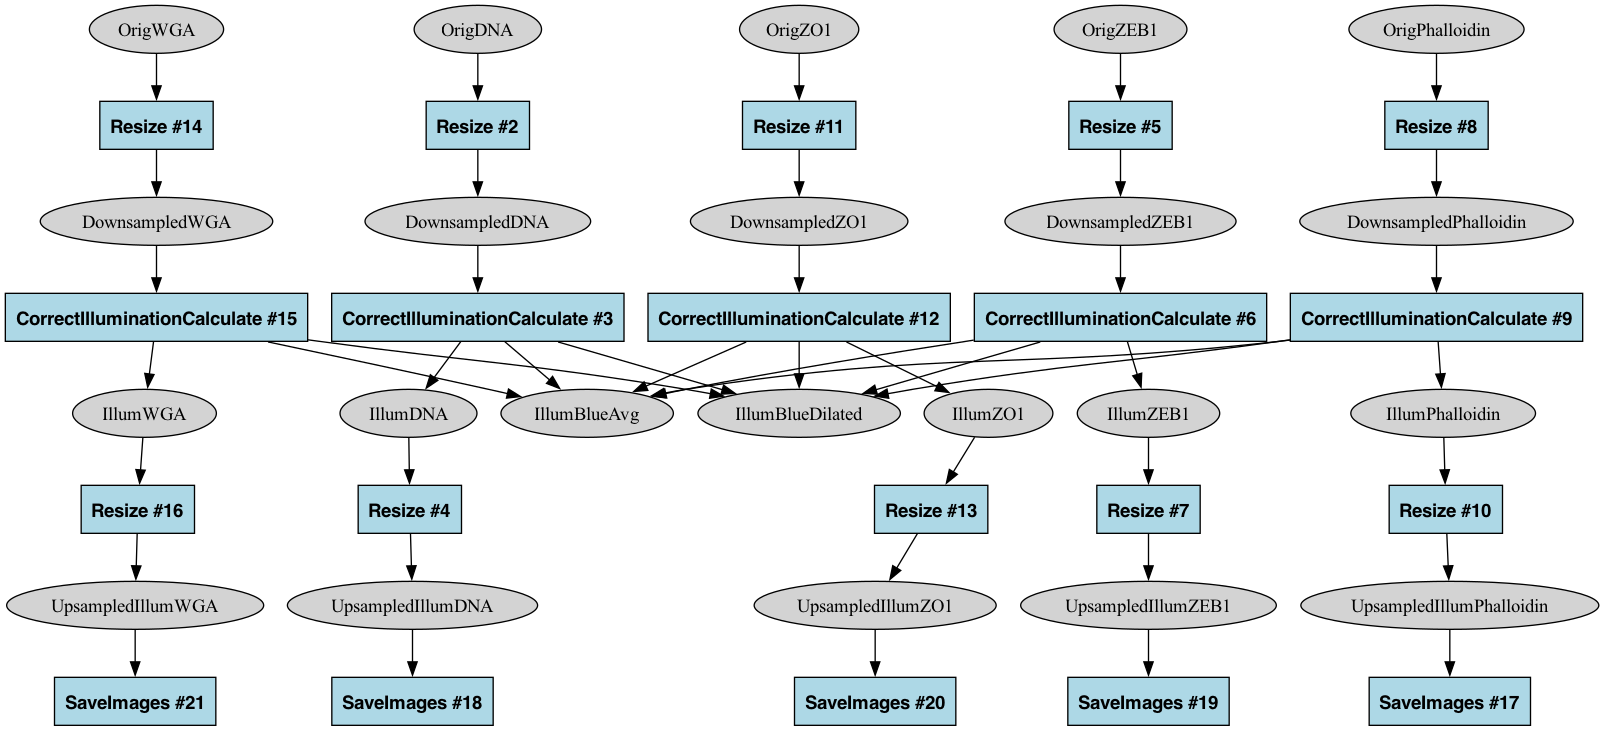 OrigWGA
OrigDNA
OrigZO1
OrigZEB1
OrigPhalloidin
Resize #14
Resize #2
Resize #11
Resize #5
Resize #8
DownsampledWGA
DownsampledDNA
DownsampledZO1
DownsampledZEB1
DownsampledPhalloidin
CorrectIlluminationCalculate #15
CorrectIlluminationCalculate #3
CorrectIlluminationCalculate #12
CorrectIlluminationCalculate #6
CorrectIlluminationCalculate #9
IllumWGA
IllumDNA
IllumBlueAvg
IllumBlueDilated
IllumZO1
IllumZEB1
IllumPhalloidin
Resize #16
Resize #4
Resize #13
Resize #7
Resize #10
UpsampledIllumWGA
UpsampledIllumDNA
UpsampledIllumZO1
UpsampledIllumZEB1
UpsampledIllumPhalloidin
SaveImages #21
SaveImages #18
SaveImages #20
SaveImages #19
SaveImages #17